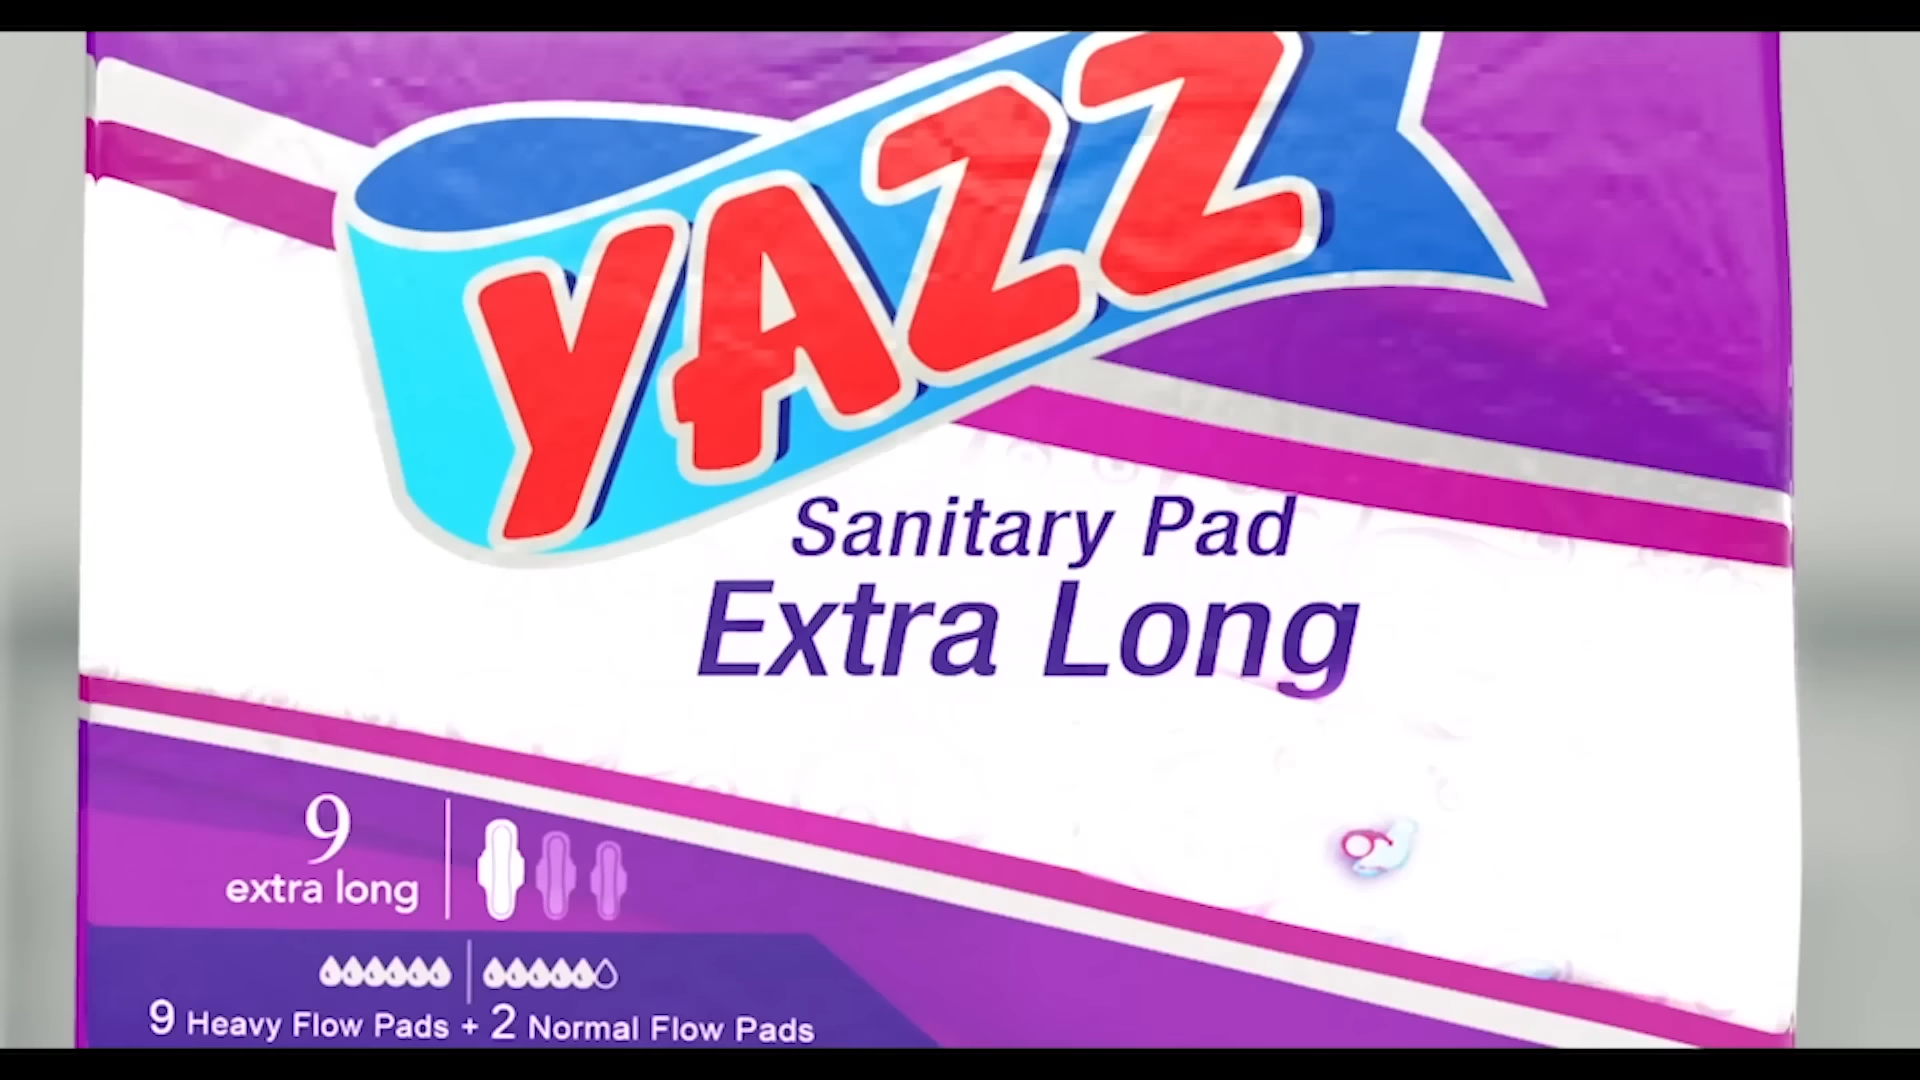 YAZZ
Sanitary Pad
Extra Long
9
extra long
9 Heavy Flow Pads + 2 Normal Flow Pads